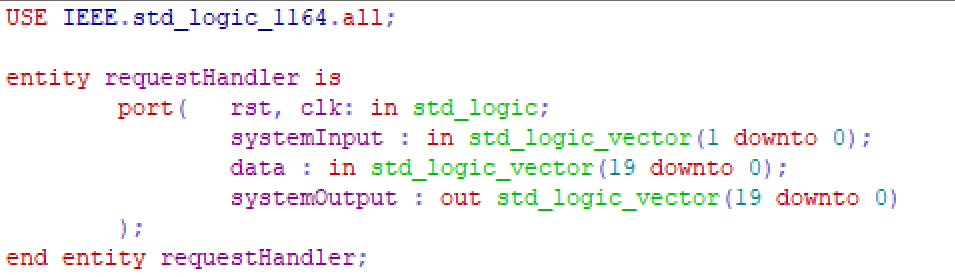 USE IEEE.std_logic_1164.all;
entity requestHandler is
port( rst, clk: in std_logic;
systemInput : in std_logic_vector(1 downto 0);
data : in std_logic_vector(19 downto 0);
systemOutput : out std_logic_vector(19 downto 0)
);
end entity requestHandler;